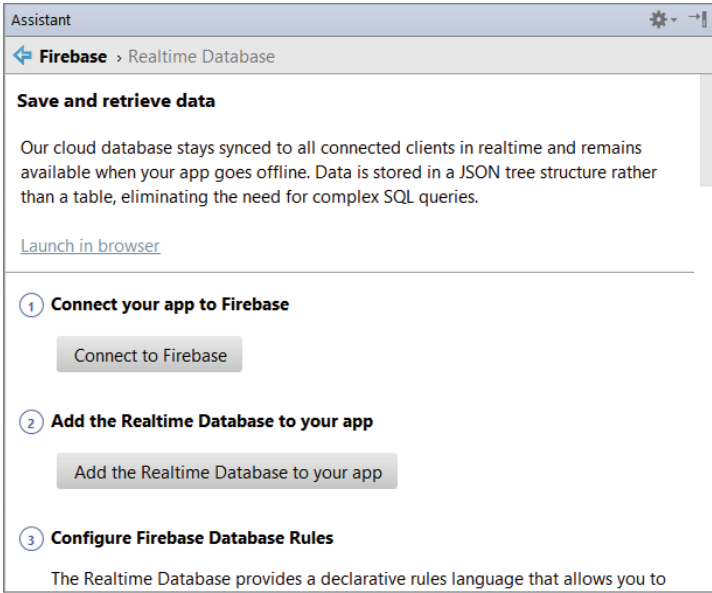 Assistant
Firebase › Realtime Database
Save and retrieve data
Our cloud database stays synced to all connected clients in realtime and remains
available when your app goes offline. Data is stored in a JSON tree structure rather
than a table, eliminating the need for complex SQL queries.
Launch in browser
1 Connect your app to Firebase
Connect to Firebase
2 Add the Realtime Database to your app
Add the Realtime Database to your app
3 Configure Firebase Database Rules
The Realtime Database provides a declarative rules language that allows you to